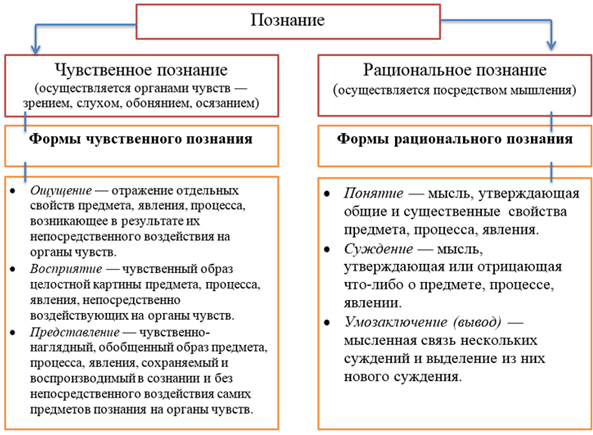 Познание
Чувственное познание
(осуществляется органами чувств —
зрением, слухом, обонянием, осязанием)
Рациональное познание
(осуществляется посредством мышления)
Формы чувственного познания
Формы рационального познания
• Ощущение — отражение отдельных
свойств предмета, явления, процесса,
возникающее в результате их
непосредственного воздействия на
органы чувств.
• Восприятие — чувственный образ
целостной картины предмета, процесса,
явления, непосредственно
воздействующих на органы чувств.
• Представление — чувственно-
наглядный, обобщенный образ предмета,
процесса, явления, сохраняемый и
воспроизводимый в сознании и без
непосредственного воздействия самих
предметов познания на органы чувств.
• Понятие — мысль, утверждающая
общие и существенные свойства
предмета, процесса, явления.
• Суждение — мысль,
утверждающая или отрицающая
что-либо о предмете, процессе,
явлении.
• Умозаключение (вывод) —
мысленная связь нескольких
суждений и выделение из них
нового суждения.